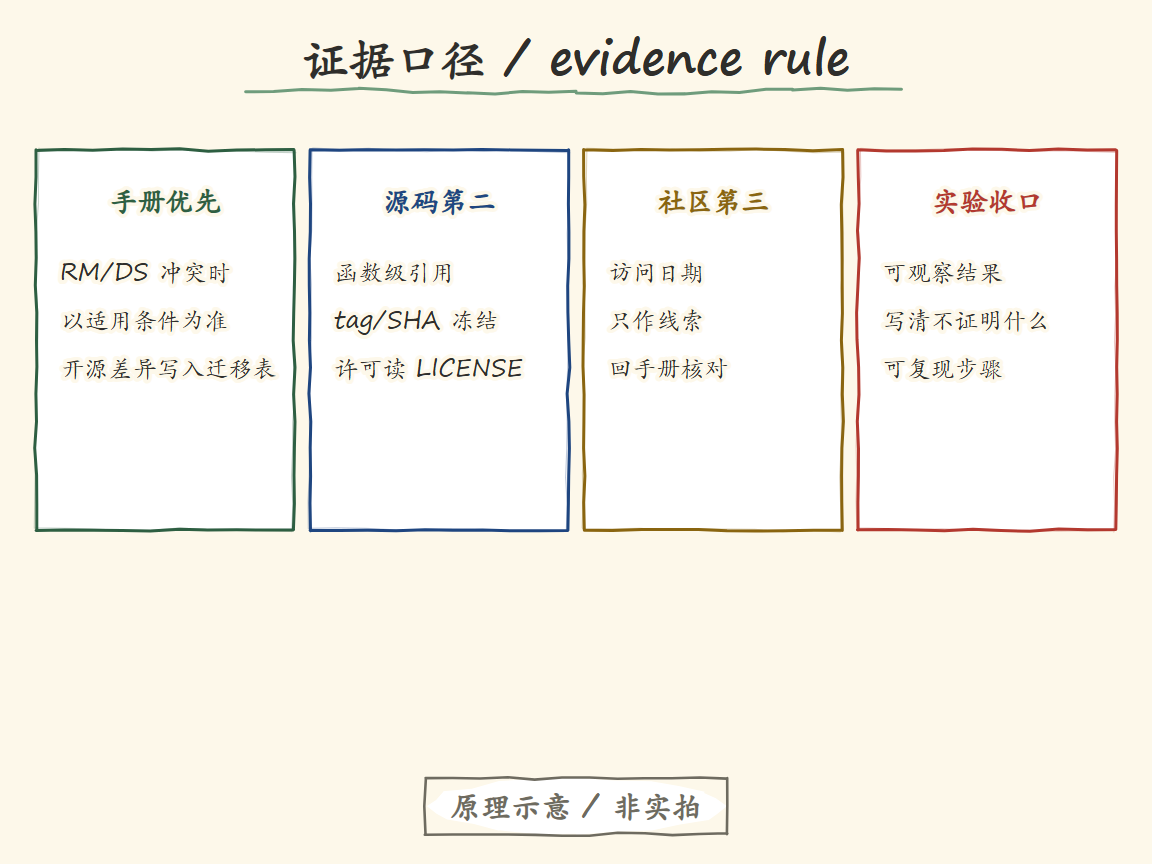 证据口径 / evidence rule
手册优先
RM/DS 冲突时
以适用条件为准
开源差异写入迁移表
源码第二
函数级引用
tag/SHA 冻结
许可读 LICENSE
社区第三
访问日期
只作线索
回手册核对
实验收口
可观察结果
写清不证明什么
可复现步骤
原理示意 / 非实拍